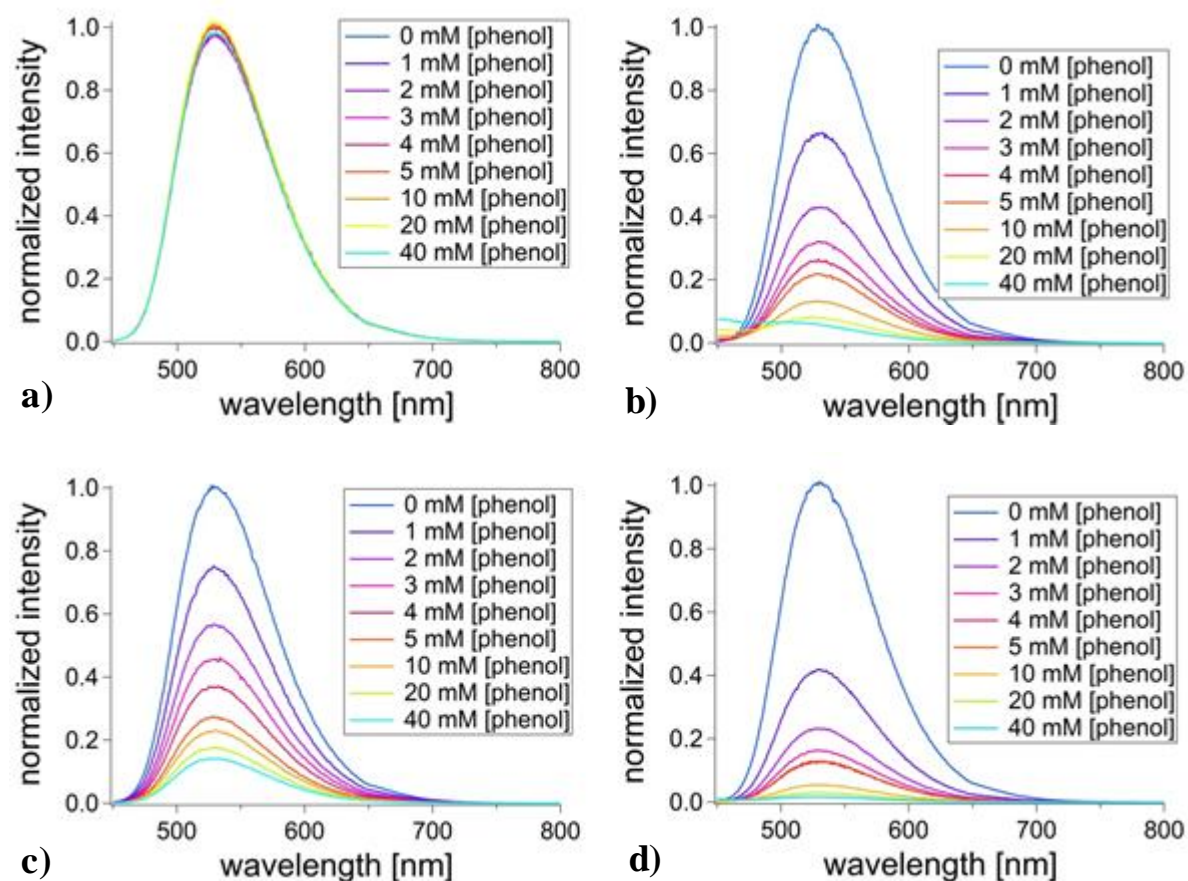 normalized intensity
1.0
0.8
0.6
0.4
0.2
0.0
0 mM [phenol]
1 mM [phenol]
2 mM [phenol]
3 mM [phenol]
4 mM [phenol]
5 mM [phenol]
10 mM [phenol]
20 mM [phenol]
40 mM [phenol]
500 600 700 800
wavelength [nm]
a)
normalized intensity
1.0
0.8
0.6
0.4
0.2
0.0
0 mM [phenol]
1 mM [phenol]
2 mM [phenol]
3 mM [phenol]
4 mM [phenol]
5 mM [phenol]
10 mM [phenol]
20 mM [phenol]
40 mM [phenol]
500 600 700 800
wavelength [nm]
b)
normalized intensity
1.0
0.8
0.6
0.4
0.2
0.0
0 mM [phenol]
1 mM [phenol]
2 mM [phenol]
3 mM [phenol]
4 mM [phenol]
5 mM [phenol]
10 mM [phenol]
20 mM [phenol]
40 mM [phenol]
500 600 700 800
wavelength [nm]
c)
normalized intensity
1.0
0.8
0.6
0.4
0.2
0.0
0 mM [phenol]
1 mM [phenol]
2 mM [phenol]
3 mM [phenol]
4 mM [phenol]
5 mM [phenol]
10 mM [phenol]
20 mM [phenol]
40 mM [phenol]
500 600 700 800
wavelength [nm]
d)